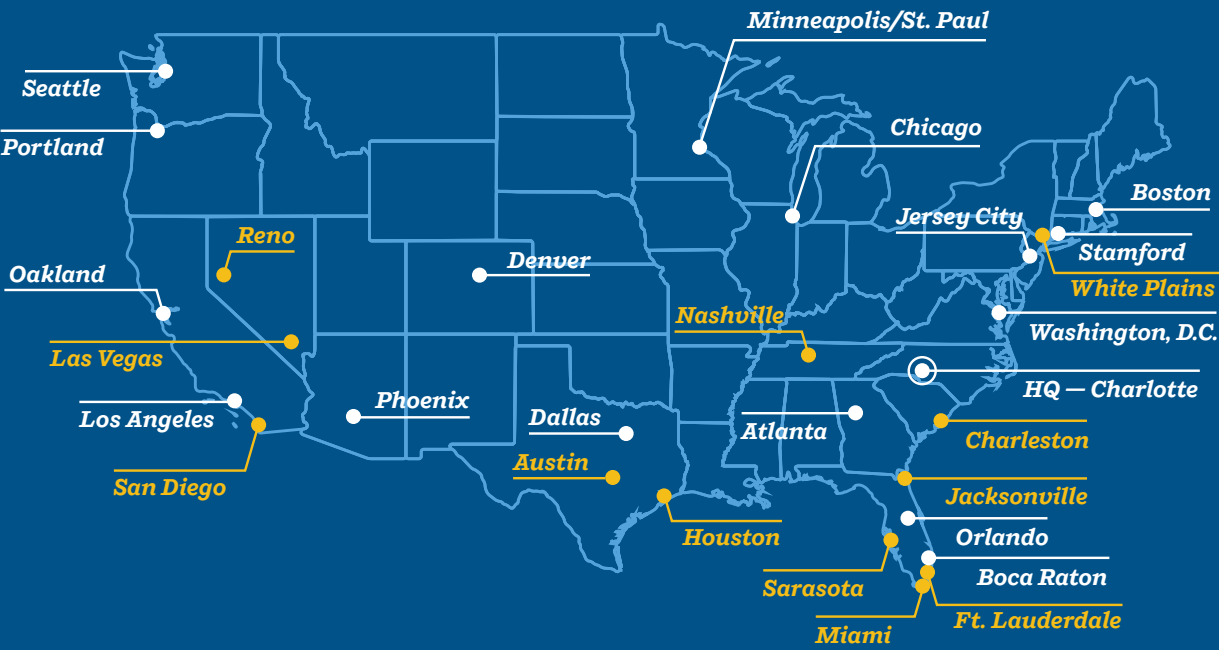 Minneapolis/St. Paul
Seattle
Chicago
Portland
Boston
Jersey City
Reno
Stamford
Denver
Oakland
White Plains
Nashville
Washington, D.C.
Las Vegas
HQ — Charlotte
Phoenix
Los Angeles
Dallas
Atlanta
Charleston
Austin
San Diego
Jacksonville
Houston
Orlando
Boca Raton
Sarasota
Ft. Lauderdale
Miami